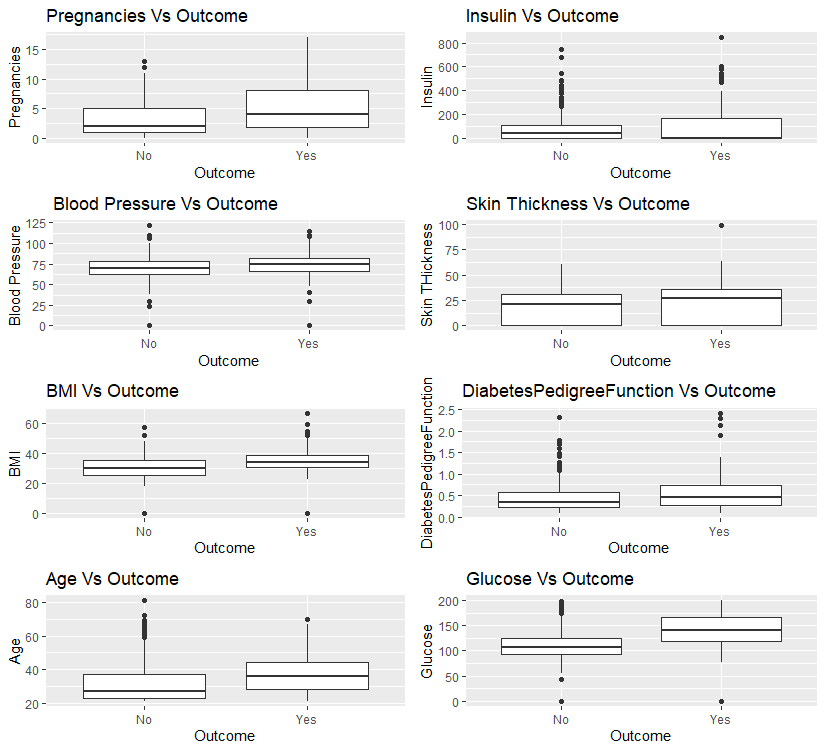 Pregnancies Vs Outcome
Pregnancies
15
10
5
0
No
Yes
Outcome
Insulin Vs Outcome
Insulin
800
600
400
200
0
No
Yes
Outcome
Blood Pressure Vs Outcome
Blood Pressure
125
100
75
50
25
0
No
Yes
Outcome
Skin Thickness Vs Outcome
Skin THickness
100
75
50
25
0
No
Yes
Outcome
BMI Vs Outcome
BMI
60
40
20
0
No
Yes
Outcome
DiabetesPedigreeFunction Vs Outcome
DiabetesPedigreeFunction
2.5
2.0
1.5
1.0
0.5
0.0
No
Yes
Outcome
Age Vs Outcome
Age
80
60
40
20
No
Yes
Outcome
Glucose Vs Outcome
Glucose
200
150
100
50
0
No
Yes
Outcome